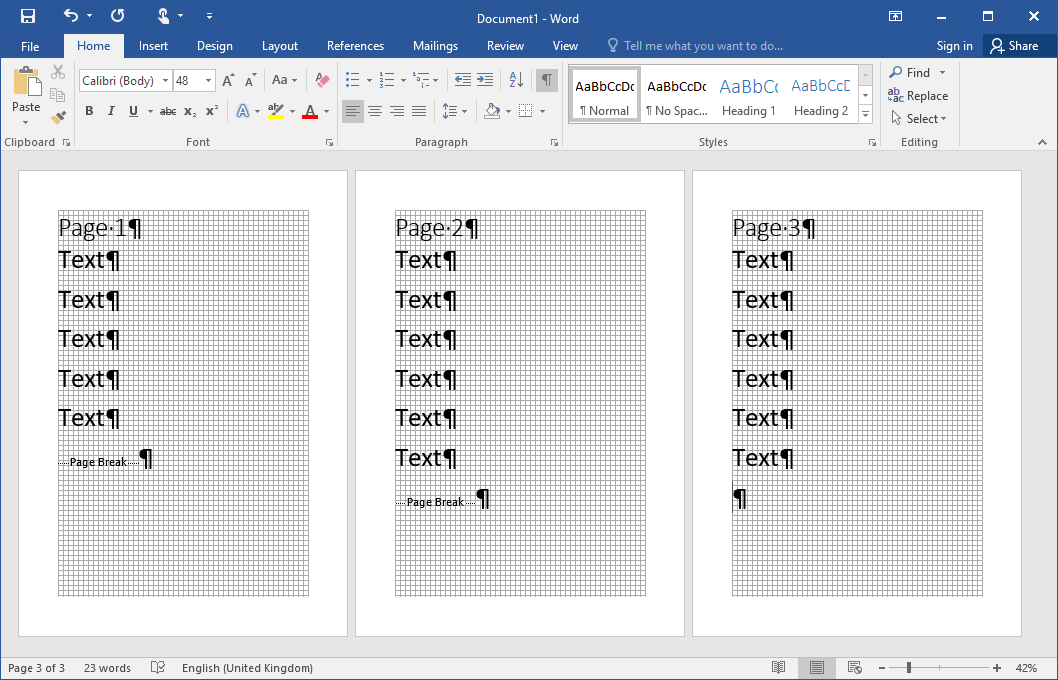 Document1 - Word
File Home Insert Design Layout References Mailings Review View Tell me what you want to do... Sign in Share
Calibri (Body) 48 Aa AaBbCcDc AaBbCcDc AaBbCc AaBbCcD Find
Paste B I U abc x₂ x² A aby A ¶ Normal ¶ No Spac... Heading 1 Heading 2 Replace
Select
Clipboard Font Paragraph Styles Editing
Page·1¶
Text¶
Text¶
Text¶
Text¶
Text¶
Page Break ¶
Page·2¶
Text¶
Text¶
Text¶
Text¶
Text¶
Text¶
Page Break ¶
Page·3¶
Text¶
Text¶
Text¶
Text¶
Text¶
Text¶
¶
Page 3 of 3 23 words English (United Kingdom) 42%